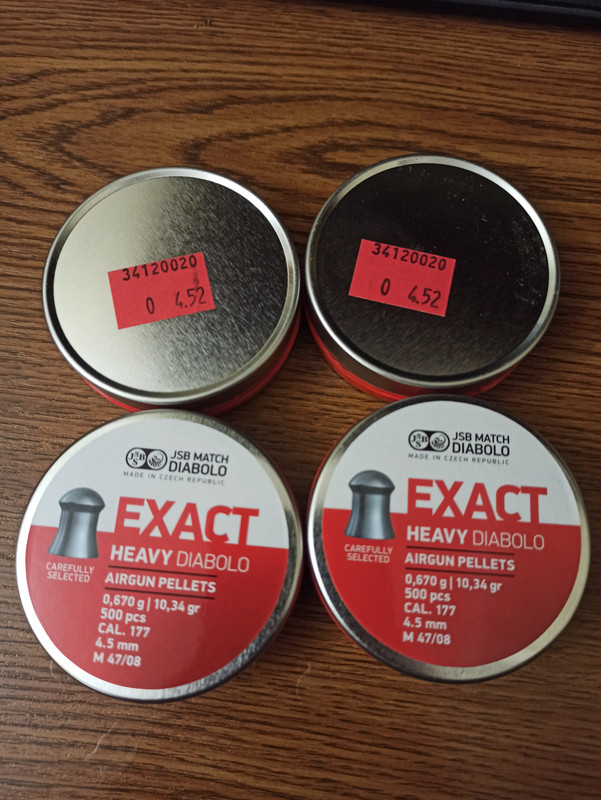 34120020
0 4.52
34120020
0 4.52
JSB MATCH
DIABOLO
MADE IN CZECH REPUBLIC
EXACT
HEAVY DIABOLO
CAREFULLY
SELECTED
AIRGUN PELLETS
0,670 g | 10,34 gr
500 pcs
CAL. 177
4.5 mm
M 47/08
JSB MATCH
DIABOLO
MADE IN CZECH REPUBLIC
EXACT
HEAVY DIABOLO
CAREFULLY
SELECTED
AIRGUN PELLETS
0,670 g | 10,34 gr
500 pcs
CAL. 177
4.5 mm
M 47/08